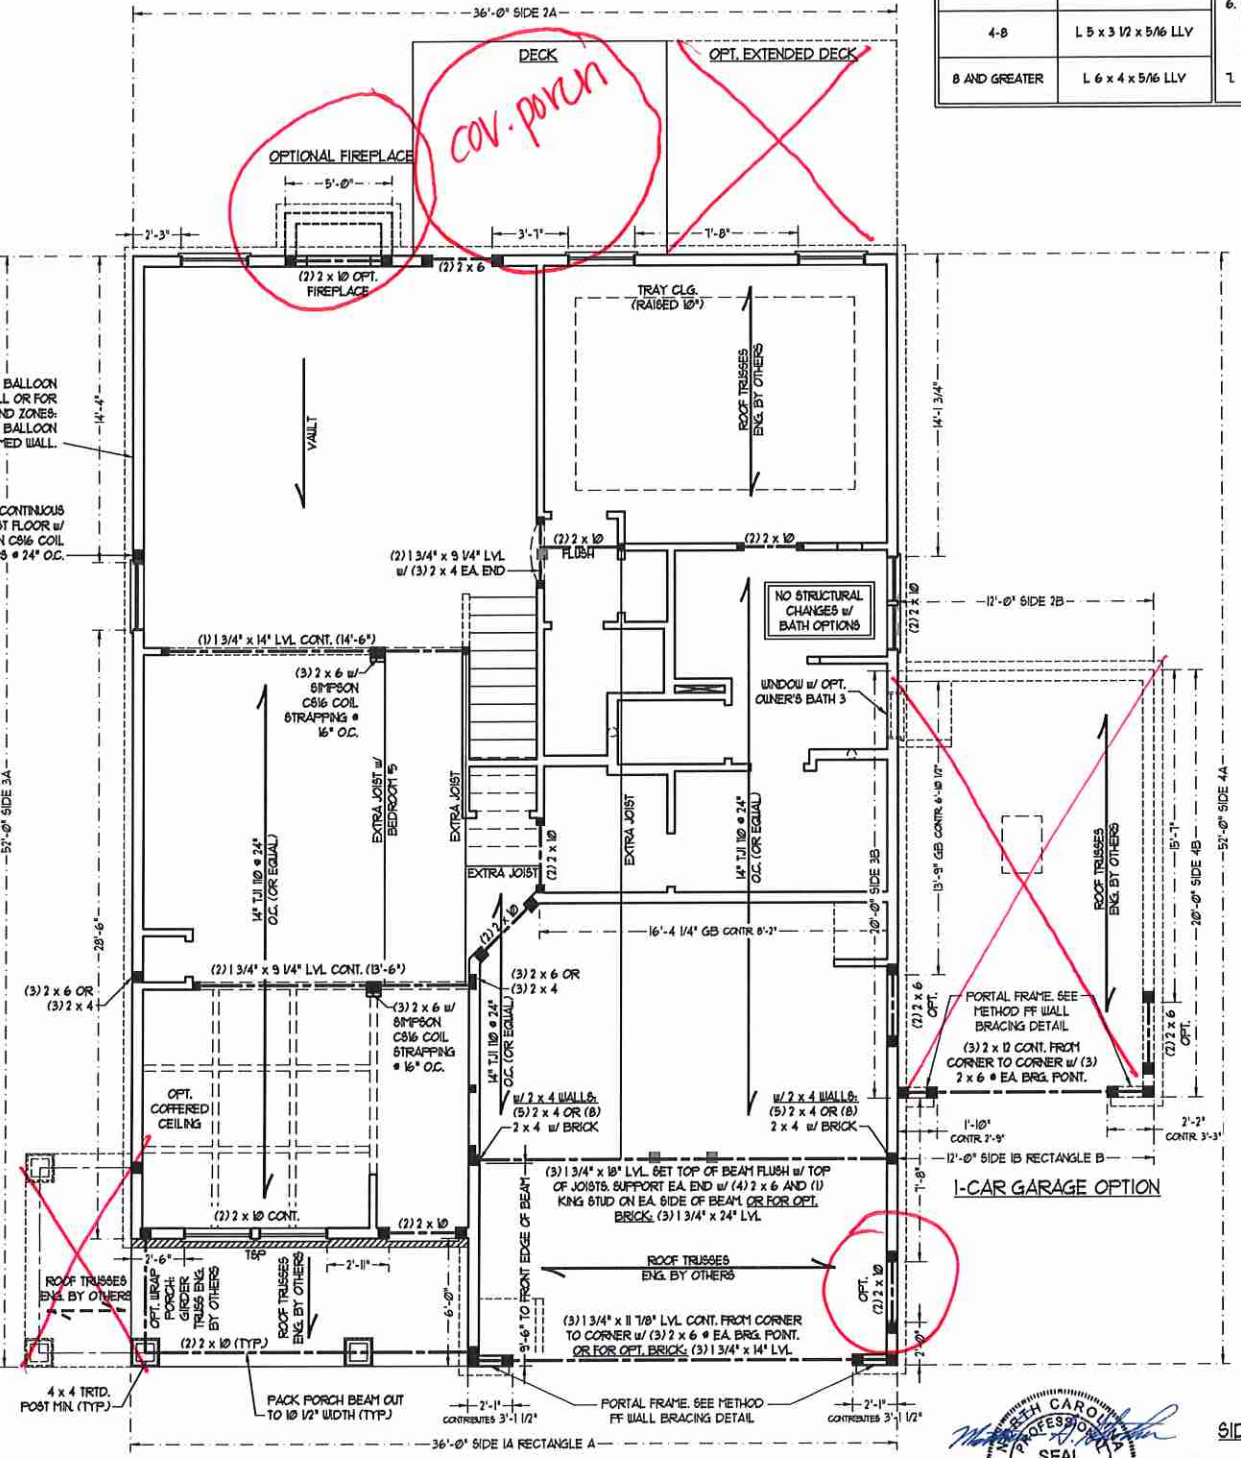 36'-0" SIDE 2A
6.
4-8
L 5 x 3 1/2 x 5/16 LLV
8 AND GREATER
L 6 x 4 x 5/16 LLV
7.
DECK
OPT. EXTENDED DECK
cov. porch
OPTIONAL FIREPLACE
5'-0"
2'-3"
3'-7"
7'-8"
(2) 2 x 10 OPT.
FIREPLACE
(2) 2 x 6
TRAY CLG.
(RAISED 10")
ROOF TRUSSES
ENG. BY OTHERS
BALLOON
LL OR FOR
ND ZONES:
BALLOON
MED WALL.
14'-4"
VAULT
14'-1 3/4"
CONTINUOUS
ST FLOOR w/
N CS16 COIL
S @ 24" O.C.
(2) 1 3/4" x 9 1/4" LVL
w/ (3) 2 x 4 EA. END
(2) 2 x 10
FLUSH
(2) 2 x 10
NO STRUCTURAL
CHANGES w/
BATH OPTIONS
(2) 2 x 10
12'-0" SIDE 2B
(1) 1 3/4" x 14" LVL CONT. (14'-6")
(3) 2 x 6 w/
SIMPSON
CS16 COIL
STRAPPING @
16" O.C.
WINDOW w/ OPT.
OWNER'S BATH 3
52'-0" SIDE 3A
28'-6"
14" TJI 110 @ 24"
O.C. (OR EQUAL)
EXTRA JOIST w/
BEDROOM #5
EXTRA JOIST
EXTRA JOIST
(2) 2 x 10
EXTRA JOIST
14" TJI 110 @ 24"
O.C. (OR EQUAL)
20'-0" SIDE 3B
13'-9" GB CONTR. 6'-10 1/2"
ROOF TRUSSES
ENG. BY OTHERS
15'-7"
20'-0" SIDE 4B
52'-0" SIDE 4A
(2) 2 x 10
16'-4 1/4" GB CONTR. 8'-2"
(2) 1 3/4" x 9 1/4" LVL CONT. (13'-6")
(3) 2 x 6 OR
(3) 2 x 4
(3) 2 x 6 OR
(3) 2 x 4
(3) 2 x 6 w/
SIMPSON
CS16 COIL
STRAPPING
@ 16" O.C.
14" TJI 110 @ 24"
O.C. (OR EQUAL)
(2) 2 x 6
OPT.
PORTAL FRAME. SEE
METHOD PF WALL
BRACING DETAIL
(3) 2 x 12 CONT. FROM
CORNER TO CORNER w/ (3)
2 x 6 @ EA. BRG. POINT.
(2) 2 x 6
OPT.
OPT.
COFFERED
CEILING
w/ 2 x 4 WALLS:
(5) 2 x 4 OR (8)
2 x 4 w/ BRICK
w/ 2 x 4 WALLS:
(5) 2 x 4 OR (8)
2 x 4 w/ BRICK
1'-10"
CONTR. 2'-9"
2'-2"
CONTR. 3'-3"
12'-0" SIDE 1B RECTANGLE B
1-CAR GARAGE OPTION
(3) 1 3/4" x 18" LVL. SET TOP OF BEAM FLUSH w/ TOP
OF JOISTS. SUPPORT EA. END w/ (4) 2 x 6 AND (1)
KING STUD ON EA. SIDE OF BEAM. OR FOR OPT.
BRICK: (3) 1 3/4" x 24" LVL
7'-8"
(2) 2 x 10 CONT.
(2) 2 x 10
TSP
2'-6"
2'-11"
ROOF TRUSSES
ENG. BY OTHERS
OPT. WRAP
PORCH:
GIRDER
TRUSS ENG.
BY OTHERS
ROOF TRUSSES
ENG. BY OTHERS
6'-0"
9'-6" TO FRONT EDGE OF BEAM
ROOF TRUSSES
ENG. BY OTHERS
OPT.
(2) 2 x 10
(2) 2 x 10 (TYP.)
(3) 1 3/4" x 11 7/8" LVL CONT. FROM CORNER
TO CORNER w/ (3) 2 x 6 @ EA. BRG. POINT.
OR FOR OPT. BRICK: (3) 1 3/4" x 14" LVL
2'-0"
4 x 4 TRTD.
POST MIN. (TYP.)
PACK PORCH BEAM OUT
TO 10 1/2" WIDTH (TYP.)
2'-1"
CONTRIBUTES 3'-1 1/2"
PORTAL FRAME. SEE METHOD
PF WALL BRACING DETAIL
2'-1"
CONTRIBUTES 3'-1 1/2"
36'-0" SIDE 1A RECTANGLE A
NORTH CAROLINA
PROFESSIONAL
SEAL
SID